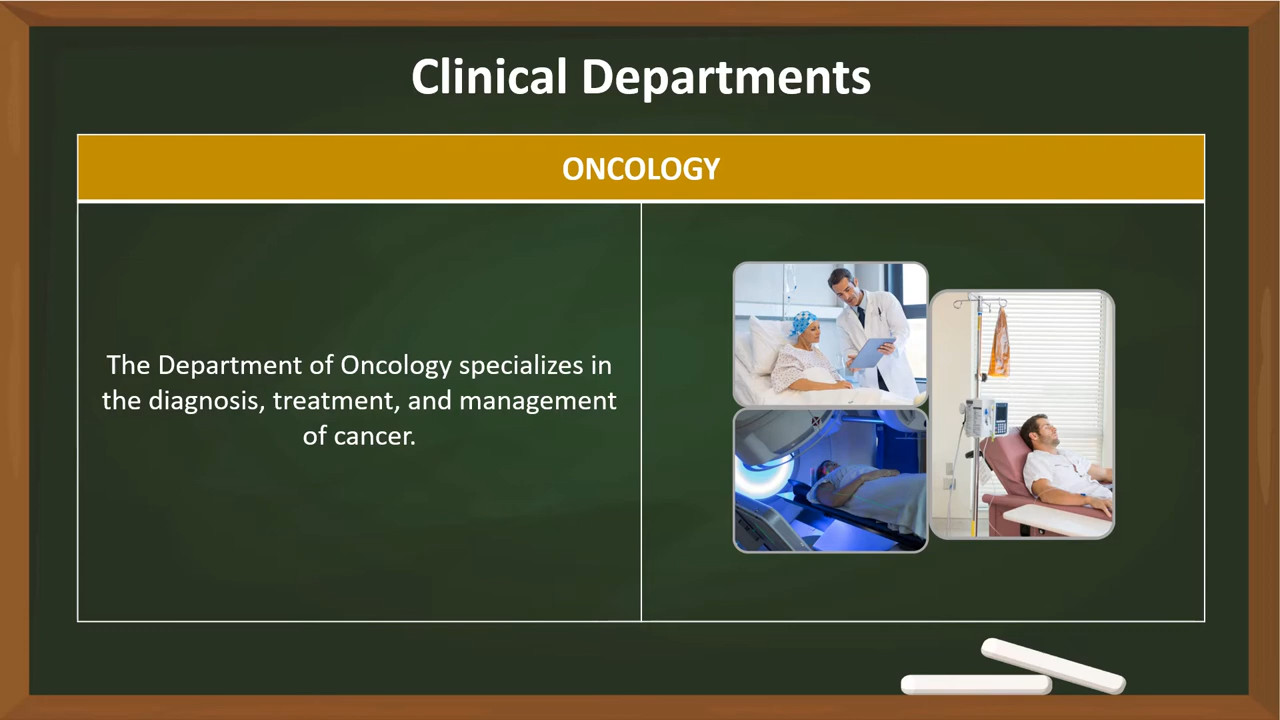 Clinical Departments
ONCOLOGY
The Department of Oncology specializes in
the diagnosis, treatment, and management
of cancer.